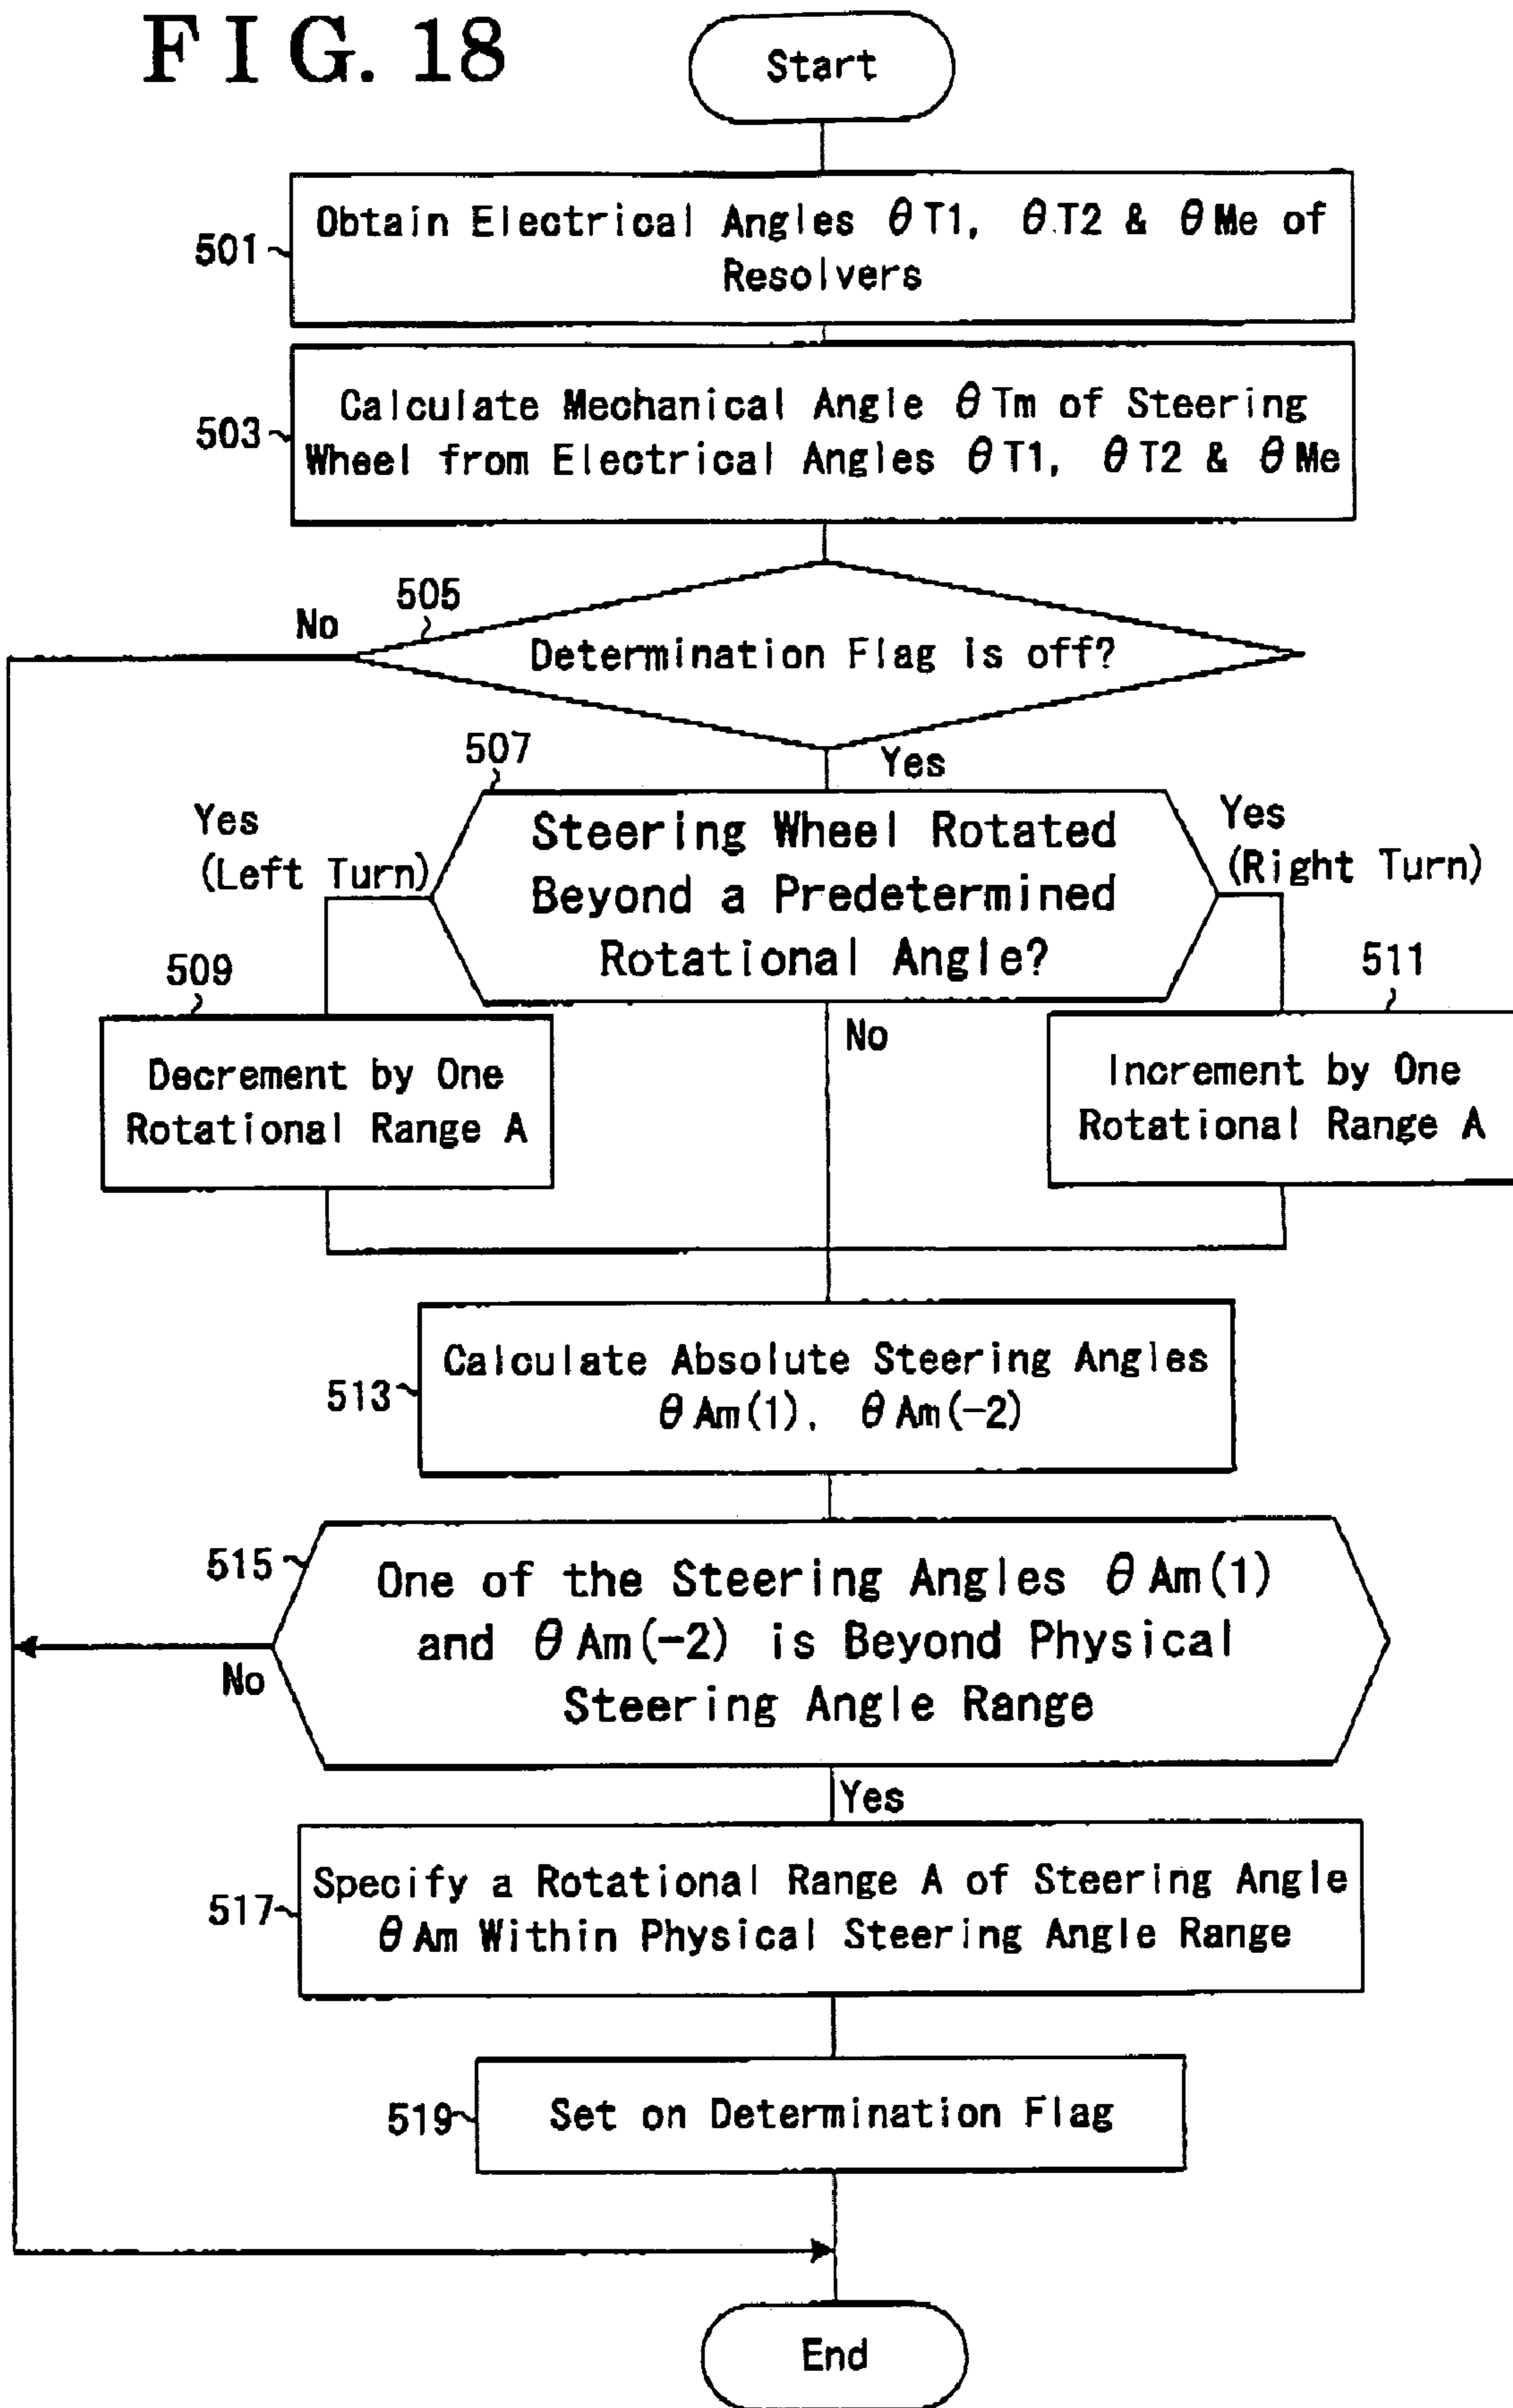 FIG. 18
Start
501
Obtain Electrical Angles θT1, θT2 & θMe of
Resolvers
503
Calculate Mechanical Angle θTm of Steering
Wheel from Electrical Angles θT1, θT2 & θMe
505
No
Determination Flag is off?
Yes
507
Yes
(Left Turn)
Steering Wheel Rotated
Beyond a Predetermined
Rotational Angle?
Yes
(Right Turn)
No
509
Decrement by One
Rotational Range A
511
Increment by One
Rotational Range A
513
Calculate Absolute Steering Angles
θAm(1), θAm(-2)
515
One of the Steering Angles θAm(1)
and θAm(-2) is Beyond Physical
Steering Angle Range
No
Yes
517
Specify a Rotational Range A of Steering Angle
θAm Within Physical Steering Angle Range
519
Set on Determination Flag
End